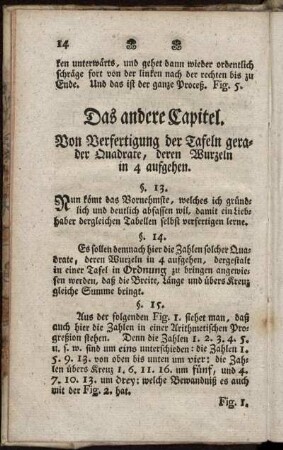 14
ken unterwärts, und gehet dann wieder ordentlich
schräge fort von der linken nach der rechten bis zu
Ende. Und das ist der ganze Proceß. Fig. 5.
Das andere Capitel.
Von Verfertigung der Tafeln gera-
der Quadrate, deren Wurzeln
in 4 aufgehen.
§. 13.
Nun kömt das Vornehmste, welches ich gründ-
lich und deutlich abfassen wil, damit ein Lieb-
haber dergleichen Tabellen selbst verfertigen lerne.
§. 14.
Es sollen demnach hier die Zahlen solcher Qua-
drate, deren Wurzeln in 4 aufgehen, dergestalt
in einer Tafel in Ordnung zu bringen angewie-
sen werden, daß die Breite, Länge und übers Kreuz
gleiche Summe bringt.
§. 15.
Aus der folgenden Fig. 1. siehet man, daß
auch hier die Zahlen in einer Arithmetischen Pro-
greßion stehen. Denn die Zahlen 1. 2. 3. 4. 5.
u. s. w. sind um eins unterschieden: die Zahlen 1.
5. 9. 13. von oben bis unten um vier: die Zah-
len übers Kreuz 1. 6, 11. 16. um fünf, und 4.
7. 10. 13. um drey: welche Bewandniß es auch
mit der Fig. 2. hat.
Fig. 1.